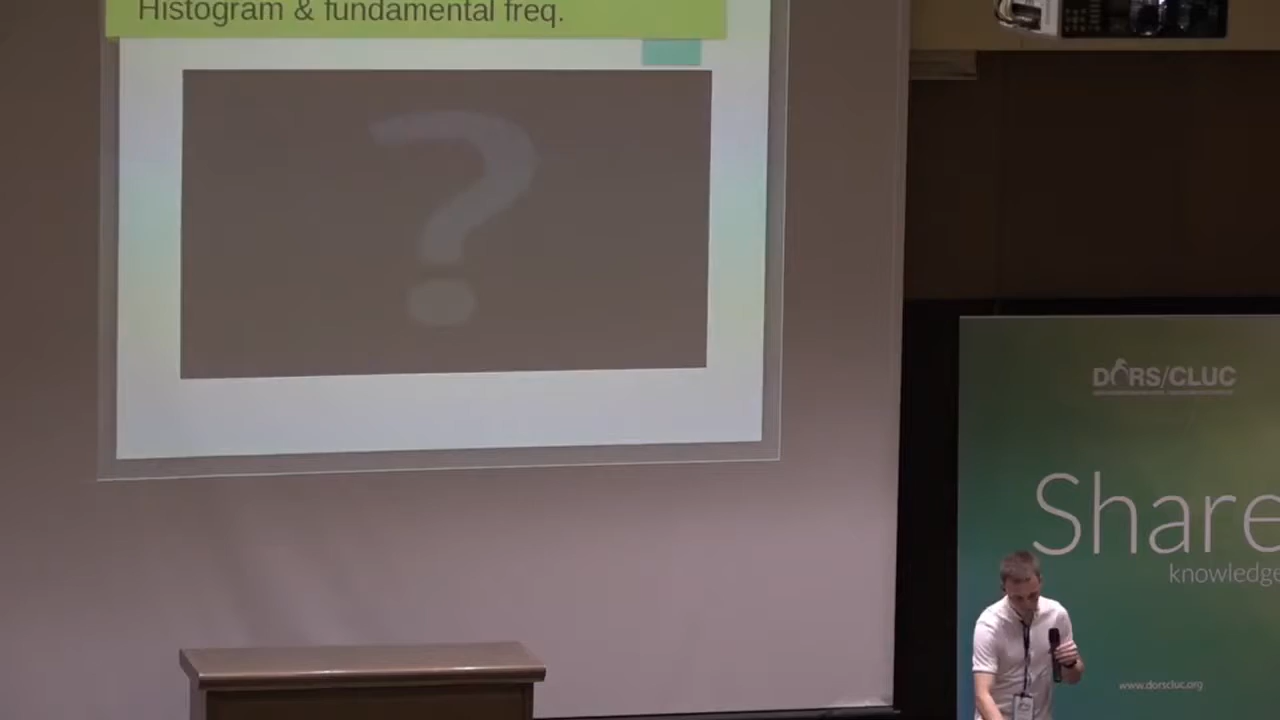 Histogram & fundamental freq.
?
DORS/CLUC
Share
knowledge
www.dorscluc.org